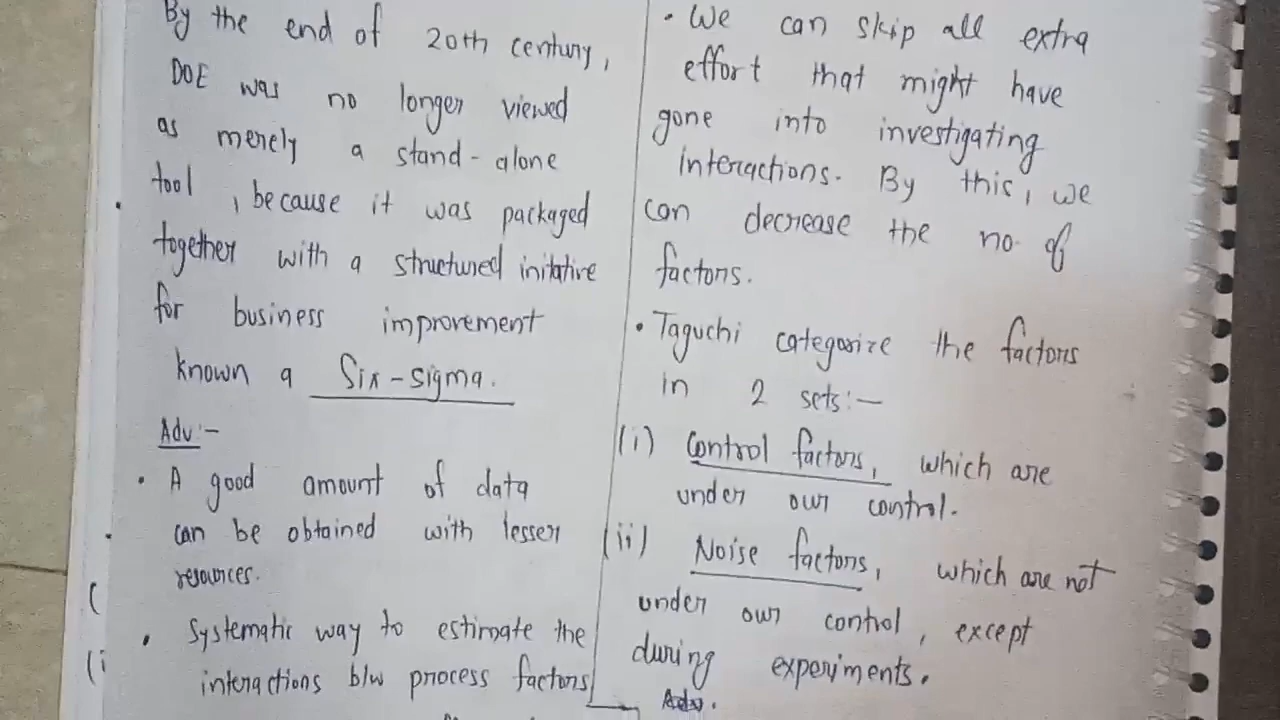 By the end of 20th century,
DOE was no longer viewed
as merely a stand-alone
tool, because it was packaged
together with a structured initative
for business improvement
known a Six-sigma.
Adv:-
• A good amount of data
can be obtained with lesser
resources.
• Systematic way to estimate the
interactions b/w process factors
• We can skip all extra
effort that might have
gone into investigating
interactions. By this, we
can decrease the no. of
factors.
• Taguchi categorize the factors
in 2 sets:-
(i) Control factors, which are
under our control.
(ii) Noise factors, which are not
under our control, except
during experiments.